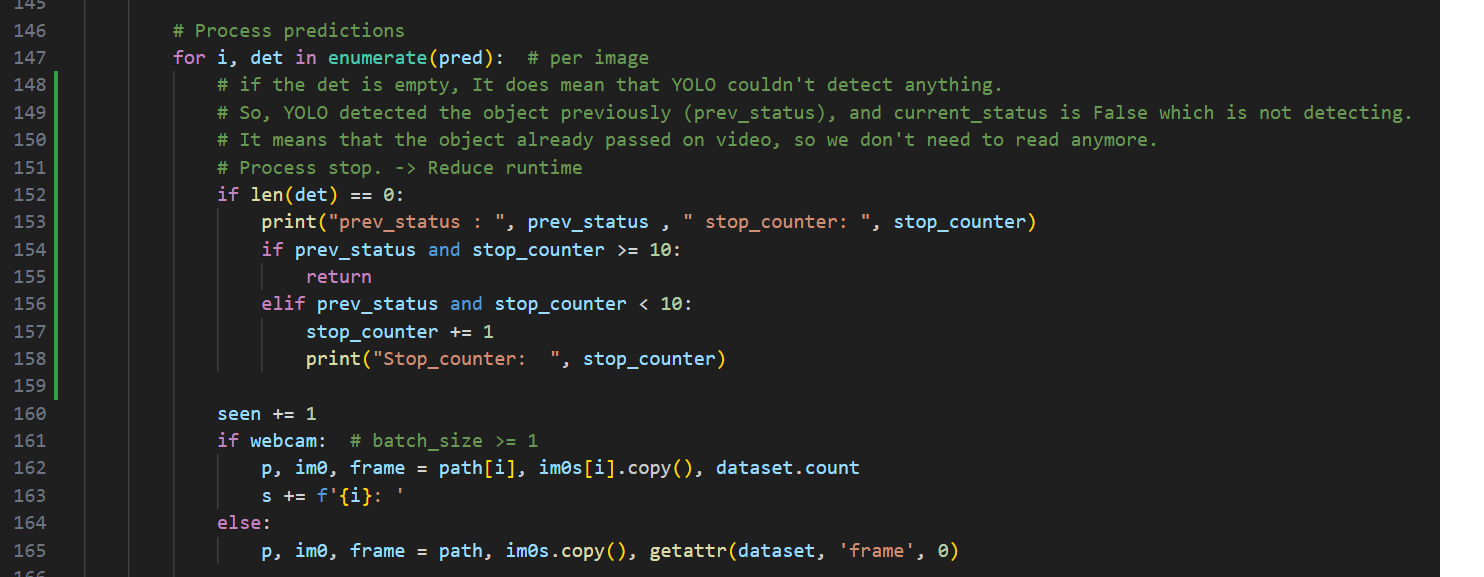 145
146 # Process predictions
147 for i, det in enumerate(pred):  # per image
148 # if the det is empty, It does mean that YOLO couldn't detect anything.
149 # So, YOLO detected the object previously (prev_status), and current_status is False which is not detecting.
150 # It means that the object already passed on video, so we don't need to read anymore.
151 # Process stop. -> Reduce runtime
152 if len(det) == 0:
153 print("prev_status : ", prev_status , " stop_counter: ", stop_counter)
154 if prev_status and stop_counter >= 10:
155 return
156 elif prev_status and stop_counter < 10:
157 stop_counter += 1
158 print("Stop_counter:  ", stop_counter)
159
160 seen += 1
161 if webcam:  # batch_size >= 1
162 p, im0, frame = path[i], im0s[i].copy(), dataset.count
163 s += f'{i}: '
164 else:
165 p, im0, frame = path, im0s.copy(), getattr(dataset, 'frame', 0)
166